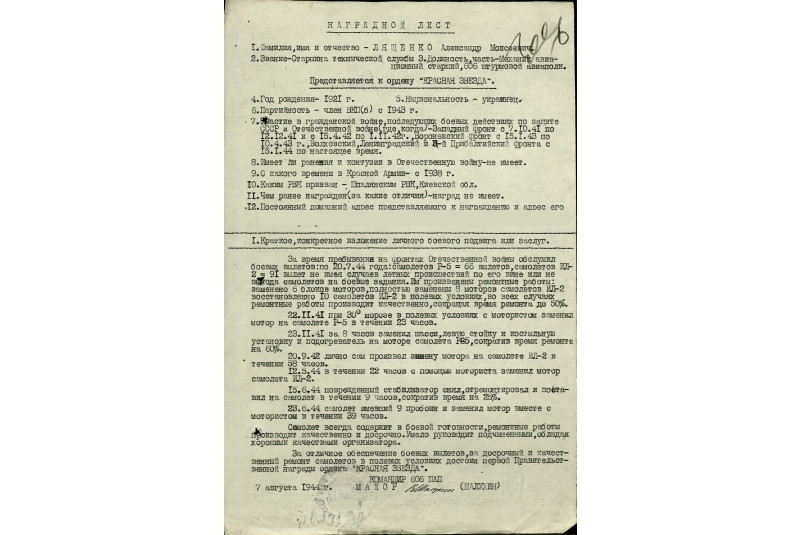 НАГРАДНОЙ ЛИСТ
1. Фамилия,имя и отчество - ЛЯЩЕНКО Александр Моисеевич.
2. Звание-Старшина технической службы 3. Должность,часть-Механик авиа-
ционный старший,606 штурмовой авиаполк.
Представляется к ордену "КРАСНАЯ ЗВЕЗДА".
4. Год рождения- 1921 г. 5. Национальность - украинец.
6. Партийность - член ВКП(б) с 1943 г.
7. Участие в гражданской войне,последующих боевых действиях по защите
СССР и Отечественной войне(где,когда)-Западный фронт с 7.10.41 по
12.12.41 и с 15.4.42 по 1.11.42г, Воронежский фронт с 15.1.43 по
10.4.43 г, Волховский,Ленинградский и 3-й Прибалтийский фронта с
15.1.44 по настоящее время.
8. Имеет ли ранения и контузии в Отечественную войну-не имеет.
9. С какого времени в Красной Армии- с 1938 г.
10. Каким РВК призван - Шполянским РВК,Киевской обл.
11. Чем ранее награжден(за какие отличия)-наград не имеет.
12. Постоянный домашний адрес представляемого к награждению и адрес его
1. Краткое,конкретное изложение личного боевого подвига или заслуг.
За время пребывания на фронтах Отечественной войны обслужил
боевых вылетов:по 20.7.44 года:самолетов Р-5 = 66 вылетов,самолетов ИЛ-
2 = 91 вылет не имея случаев летных происшествий по его вине или не
выхода самолетов на боевые задания.Им произведены ремонтные работы:
заменено 6 блоков моторов,полностью заменены 8 моторов самолетов ИЛ-2
восстановлено 10 самолетов ИЛ-2 в полевых условиях,во всех случаях
ремонтные работы производит качественно,сокращая время ремонта до 50%.
22.11.41 при 30° морозе в полевых условиях с мотористом заменил
мотор на самолете Р-5 в течении 23 часов.
23.11.41 за 8 часов заменил шасси,левую стойку и костыльную
установку и подогреватель на моторе самолета Р-5,сократив время ремонта
на 60%.
20.9.42 лично сам произвел замену мотора на самолете ИЛ-2 в
течении 58 часов.
12.5.44 в течении 22 часов с помощью моториста заменил мотор
самолета ИЛ-2.
15.6.44 поврежденный стабилизатор снял,отремонтировал и поста-
вил на самолет в течении 9 часов,сократив время на 25%.
23.6.44 самолет имевший 9 пробоин и заменил мотор вместе с
мотористом в течении 39 часов.
Самолет всегда содержит в боевой готовности,ремонтные работы
производит качественно и досрочно.Умело руководит подчиненными,обладая
хорошими качествами организатора.
За отличное обеспечение боевых вылетов,за досрочный и качест-
венный ремонт самолетов в полевых условиях достоин первой Правительст-
венной награды ордена "КРАСНАЯ ЗВЕЗДА".
КОМАНДИР 606 ШАП
7 августа 1944 г. МАЙОР (ШАЛУХИН)